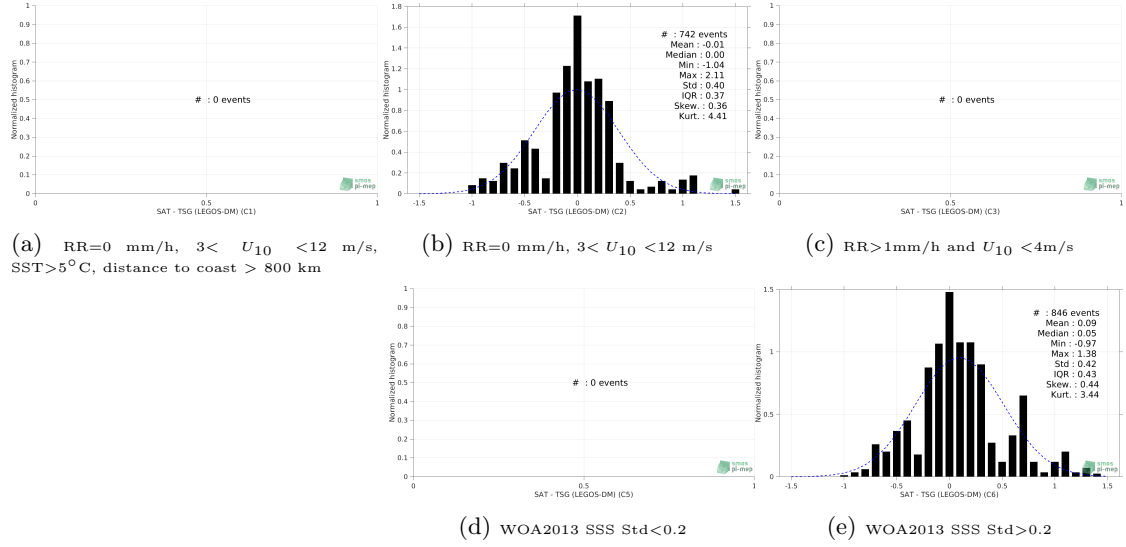 1
0.9
0.8
0.7
0.6
0.5
0.4
0.3
0.2
0.1
0
Normalized histogram
# : 0 events
0 0.5 1
SAT - TSG (LEGOS-DM) (C1)
smos
pi-mep
(a) RR=0 mm/h, 3< U10 <12 m/s,
SST>5°C, distance to coast > 800 km
1.8
1.6
1.4
1.2
1
0.8
0.6
0.4
0.2
0
Normalized histogram
# : 742 events
Mean : -0.01
Median : 0.00
Min : -1.04
Max : 2.11
Std : 0.40
IQR : 0.37
Skew. : 0.36
Kurt. : 4.41
-1.5 -1 -0.5 0 0.5 1 1.5
SAT - TSG (LEGOS-DM) (C2)
smos
pi-mep
(b) RR=0 mm/h, 3< U10 <12 m/s
1
0.9
0.8
0.7
0.6
0.5
0.4
0.3
0.2
0.1
0
Normalized histogram
# : 0 events
0 0.5 1
SAT - TSG (LEGOS-DM) (C3)
smos
pi-mep
(c) RR>1mm/h and U10 <4m/s
1
0.9
0.8
0.7
0.6
0.5
0.4
0.3
0.2
0.1
0
Normalized histogram
# : 0 events
0 0.5 1
SAT - TSG (LEGOS-DM) (C5)
smos
pi-mep
(d) WOA2013 SSS Std<0.2
1.5
1
0.5
0
Normalized histogram
# : 846 events
Mean : 0.09
Median : 0.05
Min : -0.97
Max : 1.38
Std : 0.42
IQR : 0.43
Skew. : 0.44
Kurt. : 3.44
-1.5 -1 -0.5 0 0.5 1 1.5
SAT - TSG (LEGOS-DM) (C6)
smos
pi-mep
(e) WOA2013 SSS Std>0.2